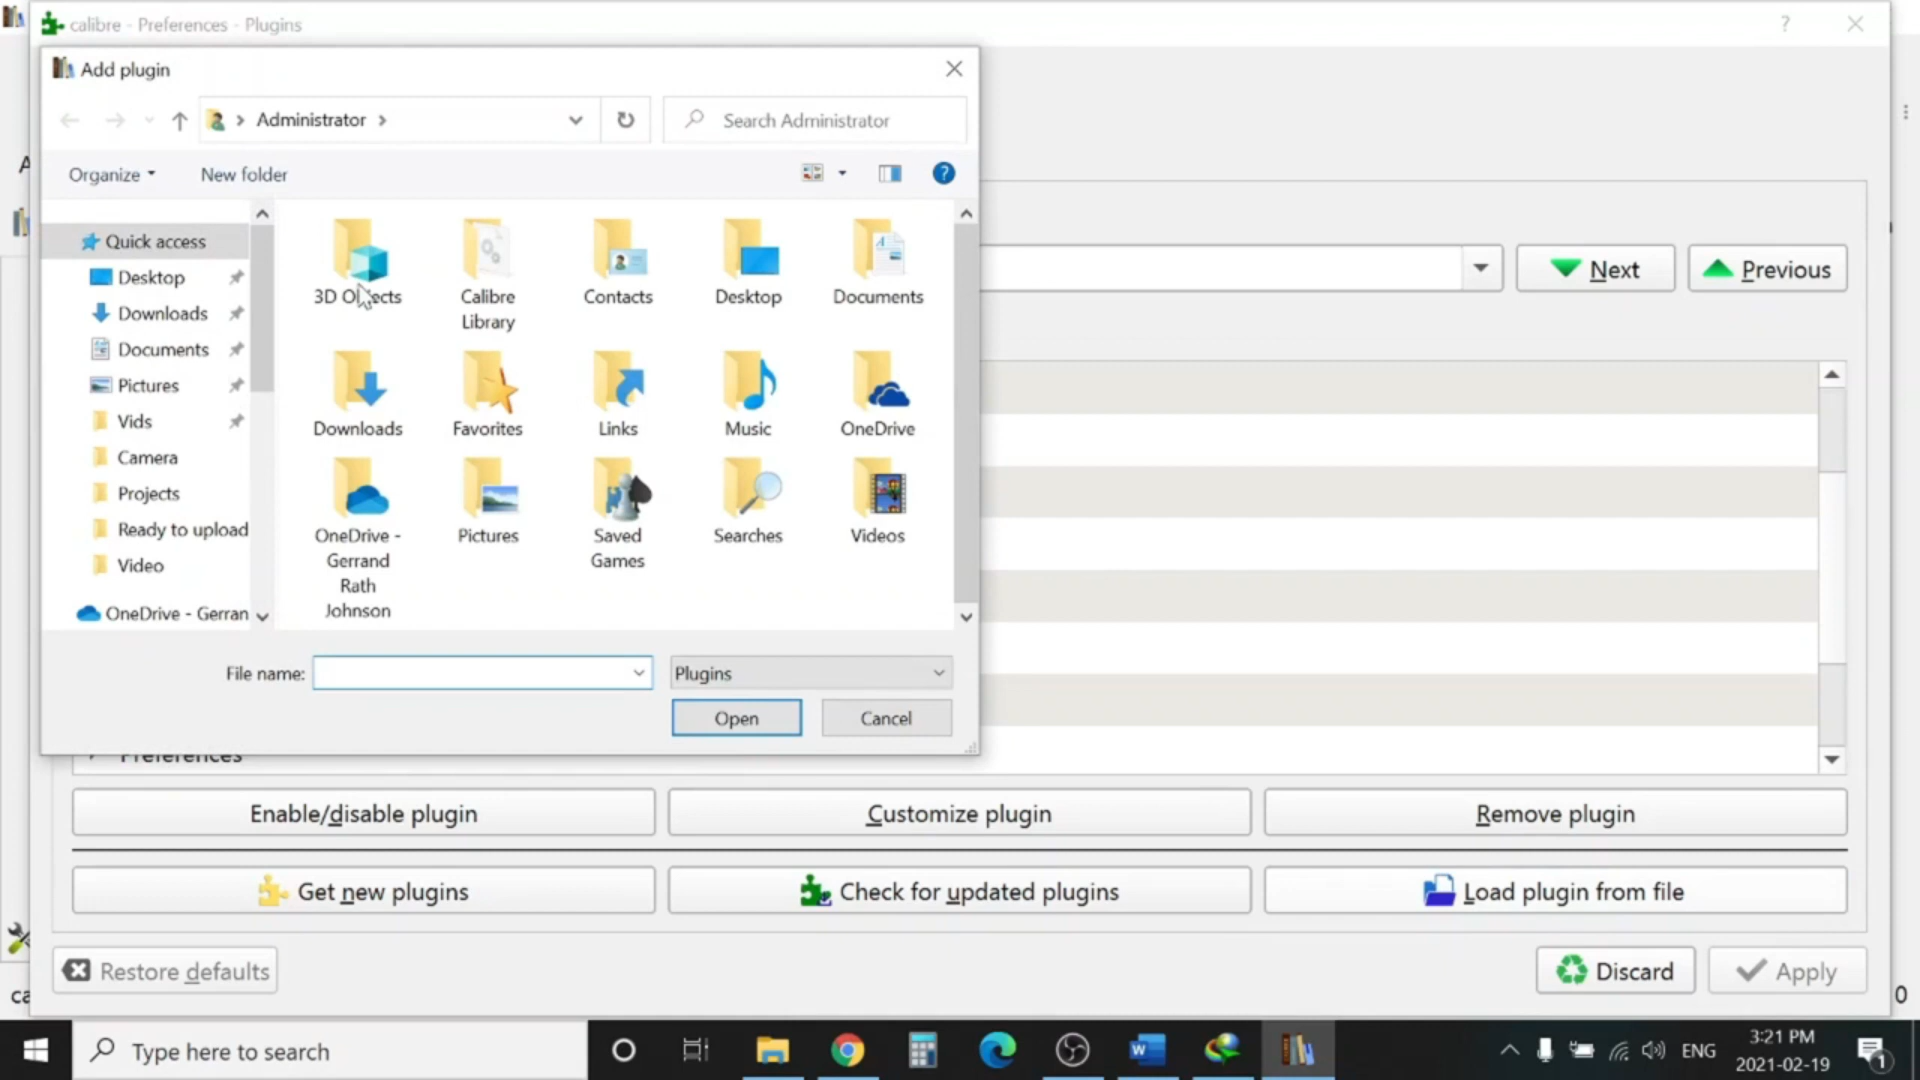 calibre - Preferences - Plugins
?
Add plugin
Administrator
Search Administrator
Organize
New folder
?
Quick access
Desktop
Downloads
Documents
Pictures
Vids
Camera
Projects
Ready to upload
Video
OneDrive - Gerran
3D Objects
Calibre
Library
Contacts
Desktop
Documents
Downloads
Favorites
Links
Music
OneDrive
OneDrive -
Gerrand
Rath
Johnson
Pictures
Saved
Games
Searches
Videos
File name:
Plugins
Open
Cancel
Next
Previous
Preferences
Enable/disable plugin
Customize plugin
Remove plugin
Get new plugins
Check for updated plugins
Load plugin from file
Restore defaults
Discard
Apply
ca
0
Type here to search
W
ENG
3:21 PM
2021-02-19
1